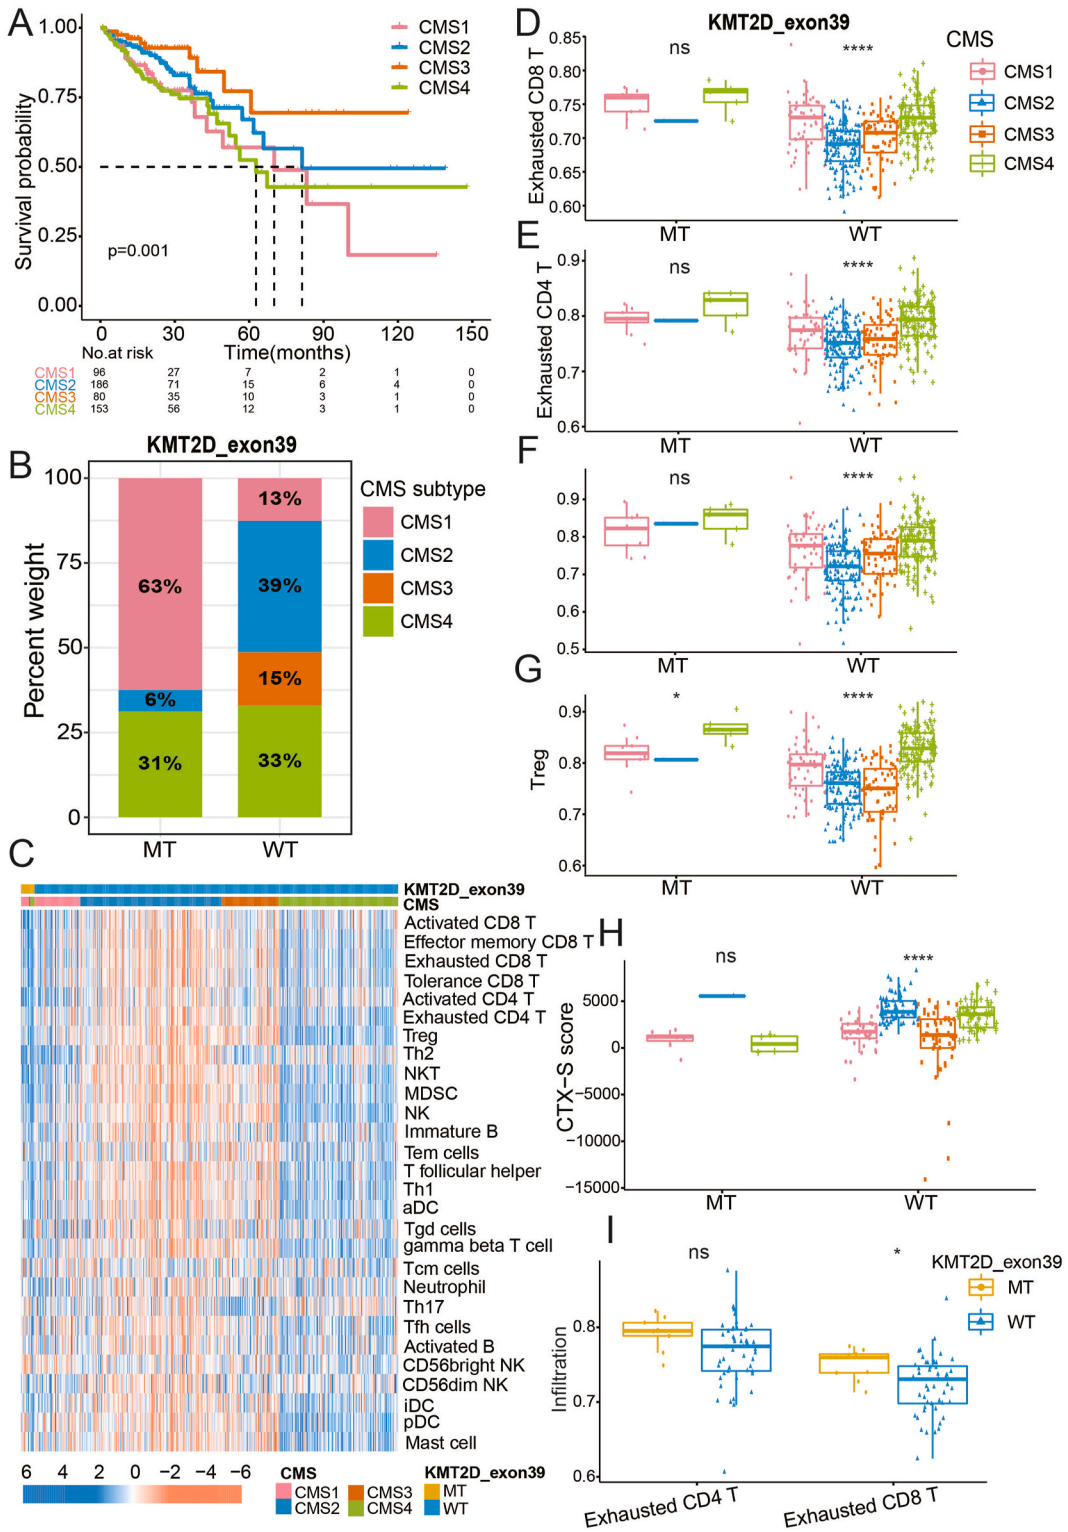 A
1.00
0.75
0.50
0.25
0.00
Survival probability
CMS1
CMS2
CMS3
CMS4
p=0.001
0 30 60 90 120 150
No.at risk
Time(months)
CMS1 96 27 7 2 1 0
CMS2 186 71 15 6 4 0
CMS3 80 35 10 3 1 0
CMS4 153 56 12 3 1 0
B
KMT2D_exon39
Percent weight
100
75
50
25
0
63%
6%
31%
13%
39%
15%
33%
MT WT
CMS subtype
CMS1
CMS2
CMS3
CMS4
C
KMT2D_exon39
CMS
Activated CD8 T
Effector memory CD8 T
Exhausted CD8 T
Tolerance CD8 T
Activated CD4 T
Exhausted CD4 T
Treg
Th2
NKT
MDSC
NK
Immature B
Tem cells
T follicular helper
Th1
aDC
Tgd cells
gamma beta T cell
Tcm cells
Neutrophil
Th17
Tfh cells
Activated B
CD56bright NK
CD56dim NK
iDC
pDC
Mast cell
6 4 2 0 −2 −4 −6
CMS
CMS1
CMS2
CMS3
CMS4
KMT2D_exon39
MT
WT
D
KMT2D_exon39
Exhausted CD8 T
0.85
0.80
0.75
0.70
0.65
0.60
ns ****
MT WT
CMS
CMS1
CMS2
CMS3
CMS4
E
Exhausted CD4 T
0.9
0.8
0.7
0.6
ns ****
MT WT
F
0.9
0.8
0.7
0.6
0.5
ns ****
MT WT
G
Treg
0.9
0.8
0.7
0.6
* ****
MT WT
H
CTX−S score
5000
0
−5000
−10000
−15000
ns ****
MT WT
I
Infiltration
0.8
0.7
0.6
ns *
Exhausted CD4 T
Exhausted CD8 T
KMT2D_exon39
MT
WT